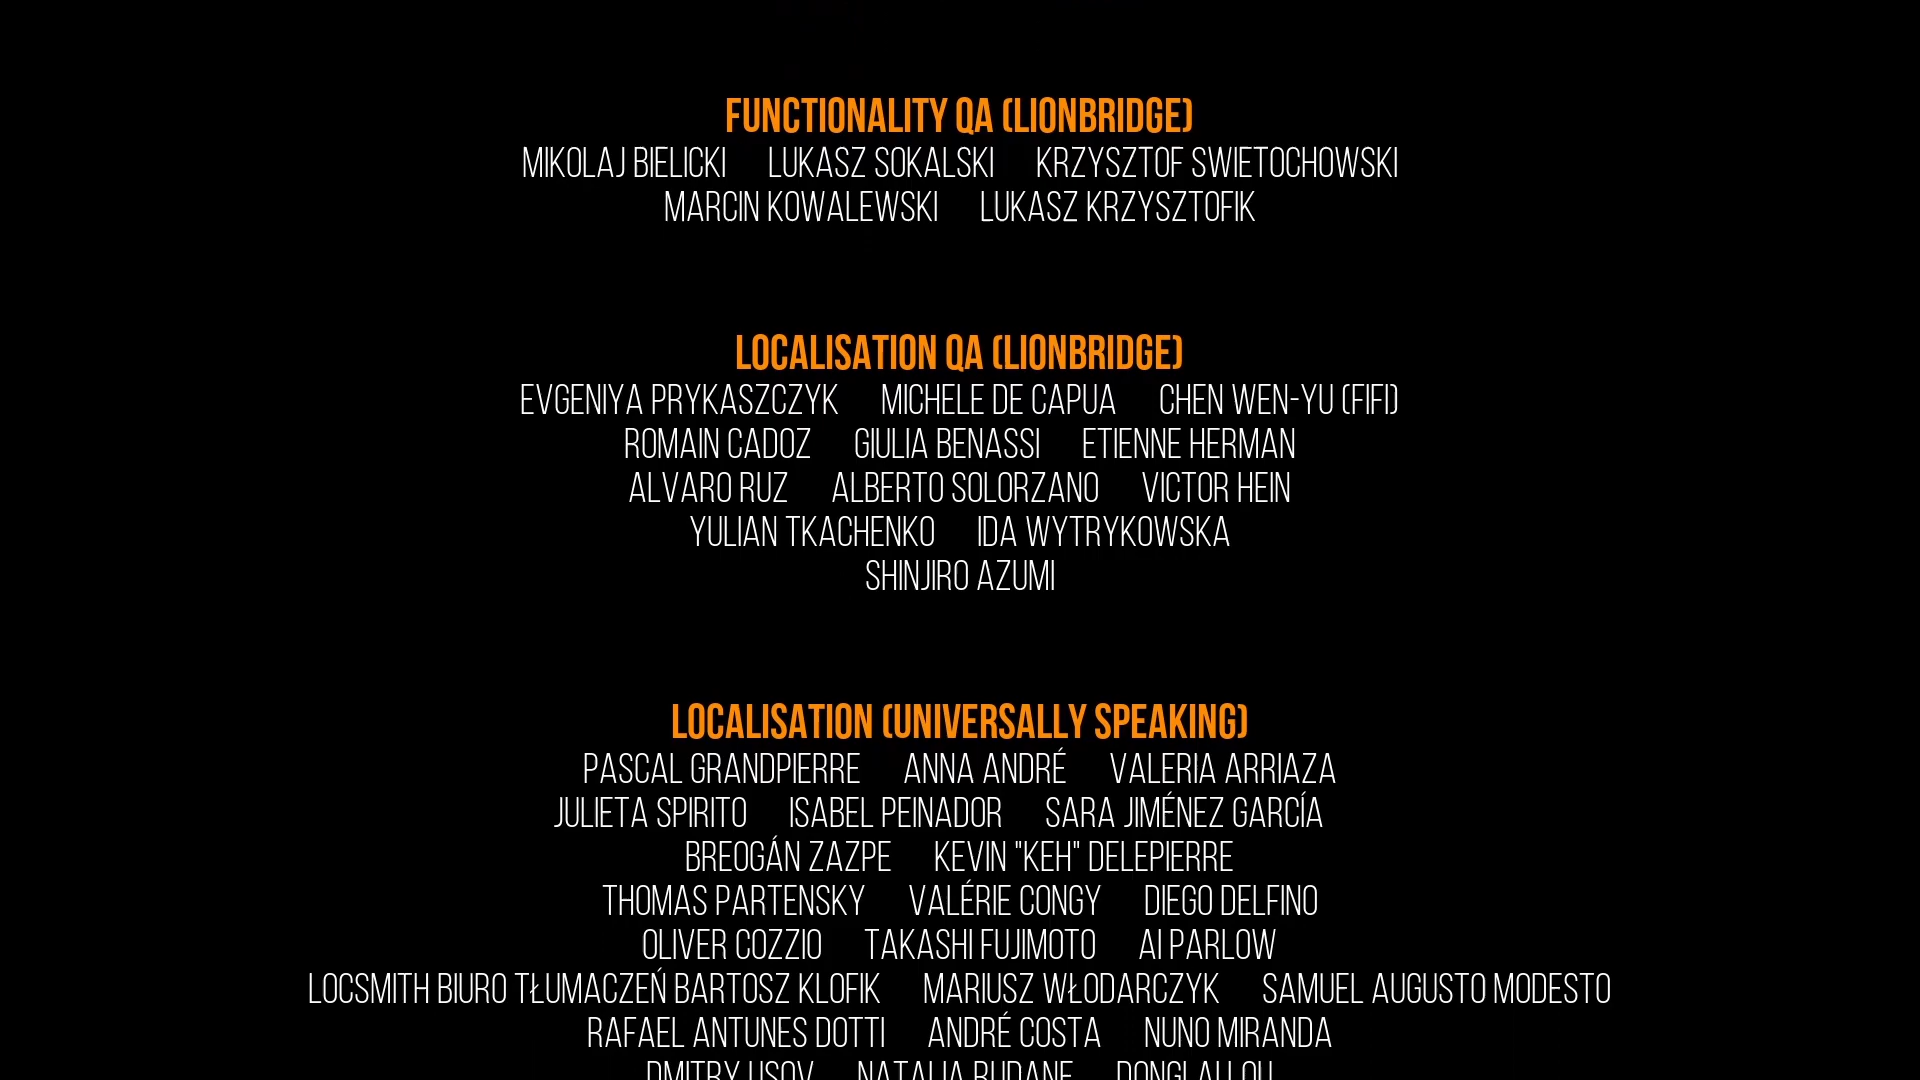 FUNCTIONALITY QA (LIONBRIDGE)
MIKOLAJ BIELICKI LUKASZ SOKALSKI KRZYSZTOF SWIETOCHOWSKI
MARCIN KOWALEWSKI LUKASZ KRZYSZTOFIK
LOCALISATION QA (LIONBRIDGE)
EVGENIYA PRYKASZCZYK MICHELE DE CAPUA CHEN WEN-YU (FIFI)
ROMAIN CADOZ GIULIA BENASSI ETIENNE HERMAN
ALVARO RUZ ALBERTO SOLORZANO VICTOR HEIN
YULIAN TKACHENKO IDA WYTRYKOWSKA
SHINJIRO AZUMI
LOCALISATION (UNIVERSALLY SPEAKING)
PASCAL GRANDPIERRE ANNA ANDRÉ VALERIA ARRIAZA
JULIETA SPIRITO ISABEL PEINADOR SARA JIMÉNEZ GARCÍA
BREOGÁN ZAZPE KEVIN "KEH" DELEPIERRE
THOMAS PARTENSKY VALÉRIE CONGY DIEGO DELFINO
OLIVER COZZIO TAKASHI FUJIMOTO AI PARLOW
LOCSMITH BIURO TŁUMACZEŃ BARTOSZ KLOFIK MARIUSZ WŁODARCZYK SAMUEL AUGUSTO MODESTO
RAFAEL ANTUNES DOTTI ANDRÉ COSTA NUNO MIRANDA
DMITRY USOV NATALIA RUDANE